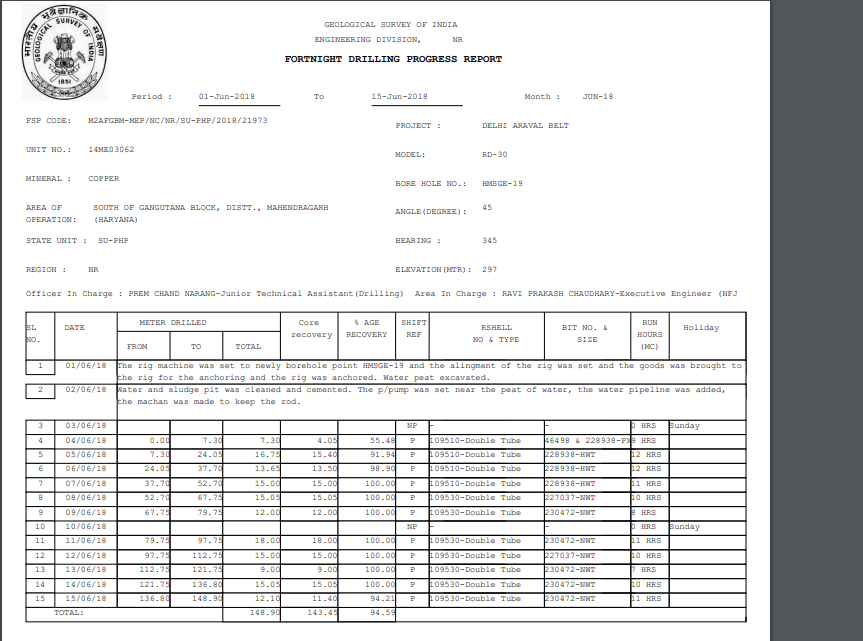 भारतीय भूवैज्ञानिक सर्वेक्षण
GEOLOGICAL SURVEY OF INDIA
1851
GEOLOGICAL SURVEY OF INDIA
ENGINEERING DIVISION, NR
FORTNIGHT DRILLING PROGRESS REPORT
Period : 01-Jun-2018 To 15-Jun-2018 Month : JUN-18
FSP CODE: M2AFGBM-MEP/NC/NR/SU-PHP/2018/21973
PROJECT : DELHI ARAVAL BELT
UNIT NO.: 14ME03062
MODEL: RD-30
MINERAL : COPPER
BORE HOLE NO.: HMSGE-19
AREA OF OPERATION: SOUTH OF GANGUTANA BLOCK, DISTT., MAHENDRAGARH (HARYANA)
ANGLE(DEGREE): 45
STATE UNIT : SU-PHP
BEARING : 345
REGION : NR
ELEVATION(MTR): 297
Officer In Charge : PREM CHAND NARANG-Junior Technical Assistant(Drilling) Area In Charge : RAVI PRAKASH CHAUDHARY-Executive Engineer (NFJ
SL NO. DATE METER DRILLED Core recovery % AGE RECOVERY SHIFT REF RSHELL NO & TYPE BIT NO. & SIZE RUN HOURS (MC) Holiday
FROM TO TOTAL
1 01/06/18 The rig machine was set to newly borehole point HMSGE-19 and the alingment of the rig was set and the goods was brought to
the rig for the anchoring and the rig was anchored. Water peat excavated.
2 02/06/18 Water and sludge pit was cleaned and cemented. The p/pump was set near the peat of water, the water pipeline was added,
the machan was made to keep the rod.
3 03/06/18 NP - - 0 HRS Sunday
4 04/06/18 0.00 7.30 7.30 4.05 55.48 P 109510-Double Tube 46498 & 228938-PX 9 HRS
5 05/06/18 7.30 24.05 16.75 15.40 91.94 P 109510-Double Tube 228938-HWT 12 HRS
6 06/06/18 24.05 37.70 13.65 13.50 98.90 P 109510-Double Tube 228938-HWT 12 HRS
7 07/06/18 37.70 52.70 15.00 15.00 100.00 P 109510-Double Tube 228938-HWT 11 HRS
8 08/06/18 52.70 67.75 15.05 15.05 100.00 P 109530-Double Tube 227037-NWT 10 HRS
9 09/06/18 67.75 79.75 12.00 12.00 100.00 P 109530-Double Tube 230472-NWT 8 HRS
10 10/06/18 NP - - 0 HRS Sunday
11 11/06/18 79.75 97.75 18.00 18.00 100.00 P 109530-Double Tube 230472-NWT 11 HRS
12 12/06/18 97.75 112.75 15.00 15.00 100.00 P 109530-Double Tube 227037-NWT 10 HRS
13 13/06/18 112.75 121.75 9.00 9.00 100.00 P 109530-Double Tube 230472-NWT 7 HRS
14 14/06/18 121.75 136.80 15.05 15.05 100.00 P 109530-Double Tube 230472-NWT 10 HRS
15 15/06/18 136.80 148.90 12.10 11.40 94.21 P 109530-Double Tube 230472-NWT 11 HRS
TOTAL: 148.90 143.45 94.59